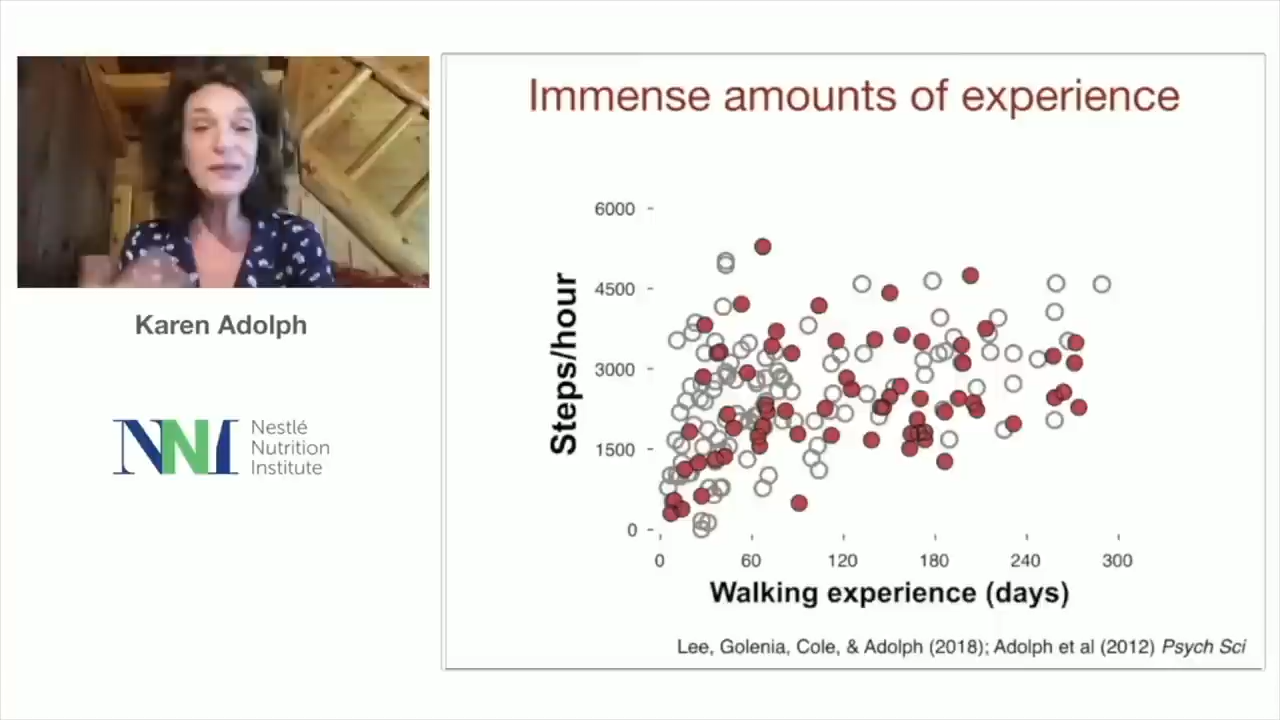 Immense amounts of experience
Karen Adolph
NNI
Nestlé
Nutrition
Institute
6000
4500
3000
1500
0
Steps/hour
0 60 120 180 240 300
Walking experience (days)
Lee, Golenia, Cole, & Adolph (2018); Adolph et al (2012) Psych Sci